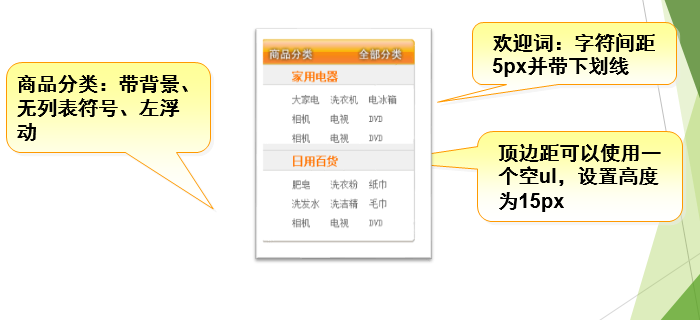 商品分类：带背景、
无列表符号、左浮
动
商品分类 全部分类
家用电器
大家电 洗衣机 电冰箱
相机 电视 DVD
相机 电视 DVD
日用百货
肥皂 洗衣粉 纸巾
洗发水 洗洁精 毛巾
相机 电视 DVD
欢迎词：字符间距
5px并带下划线
顶边距可以使用一
个空ul，设置高度
为15px